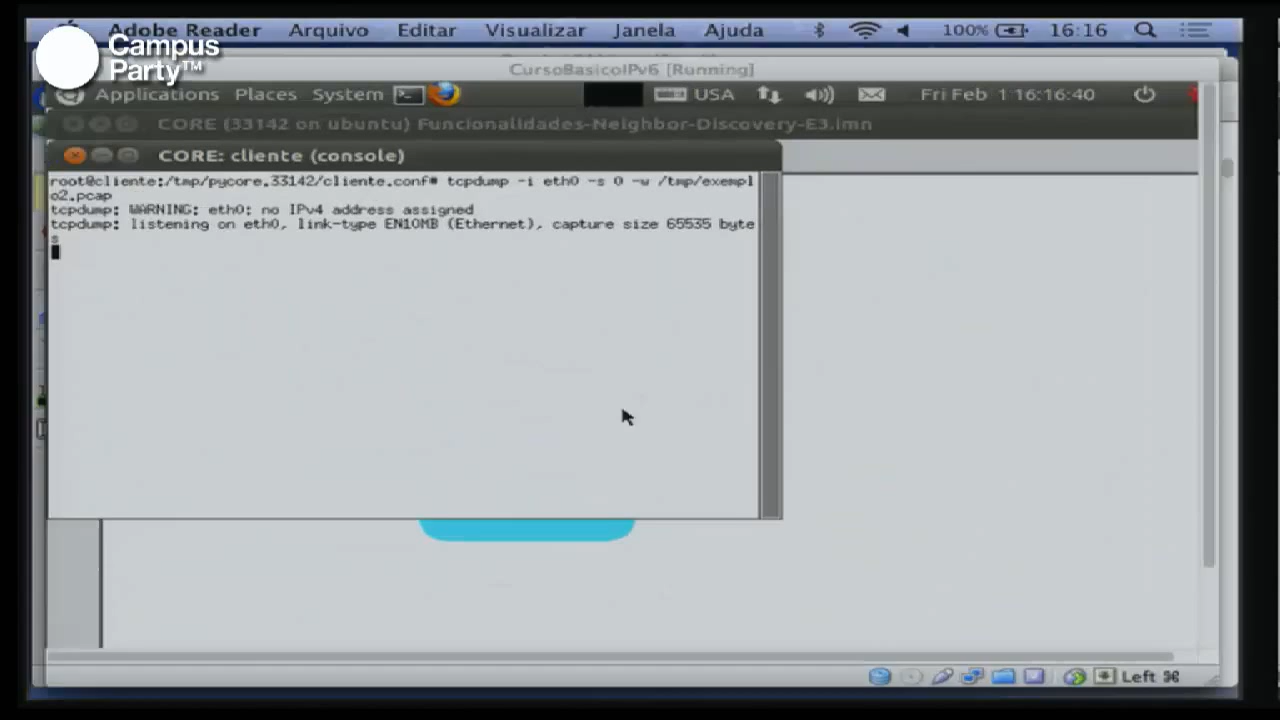 Adobe Reader Arquivo Editar Visualizar Janela Ajuda 100% 16:16
Campus
Party™
CursoBasicoIPv6 [Running]
Applications Places System USA Fri Feb 1 16:16:40
CORE (33142 on ubuntu) Funcionalidades-Neighbor-Discovery-E3.imn
CORE: cliente (console)
root@cliente:/tmp/pycore.33142/cliente.conf# tcpdump -i eth0 -s 0 -w /tmp/exempl
o2.pcap
tcpdump: WARNING: eth0: no IPv4 address assigned
tcpdump: listening on eth0, link-type EN10MB (Ethernet), capture size 65535 byte
s
Left ⌘